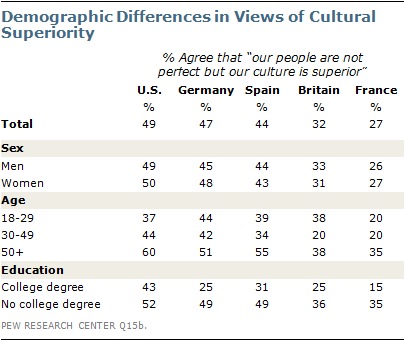 Demographic Differences in Views of Cultural
Superiority
% Agree that “our people are not
perfect but our culture is superior”
U.S. Germany Spain Britain France
% % % % %
Total 49 47 44 32 27
Sex
Men 49 45 44 33 26
Women 50 48 43 31 27
Age
18-29 37 44 39 38 20
30-49 44 42 34 20 20
50+ 60 51 55 38 35
Education
College degree 43 25 31 25 15
No college degree 52 49 49 36 35
PEW RESEARCH CENTER Q15b.